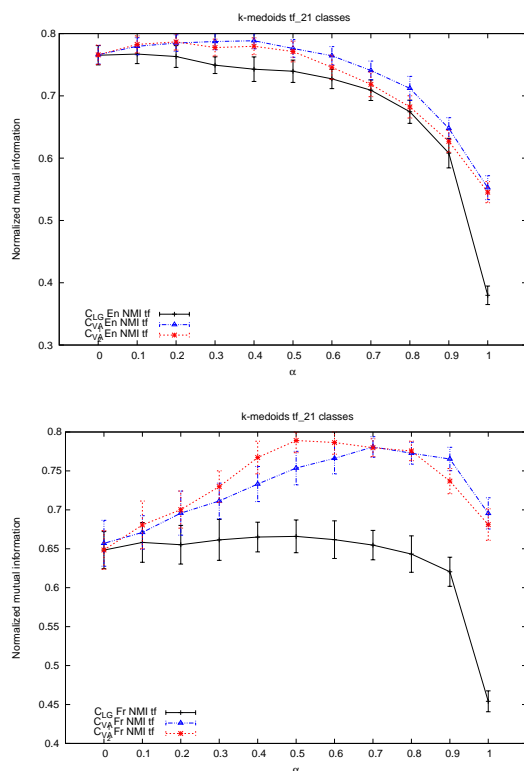 k-medoids tf_21 classes
0.8
0.7
0.6
0.5
0.4
0.3
Normalized mutual information
C_LG En NMI tf
C_VA1 En NMI tf
C_VA2 En NMI tf
0 0.1 0.2 0.3 0.4 0.5 0.6 0.7 0.8 0.9 1
α
k-medoids tf_21 classes
0.8
0.75
0.7
0.65
0.6
0.55
0.5
0.45
0.4
Normalized mutual information
C_LG Fr NMI tf
C_VA1 Fr NMI tf
C_VA2 Fr NMI tf
0 0.1 0.2 0.3 0.4 0.5 0.6 0.7 0.8 0.9 1
α